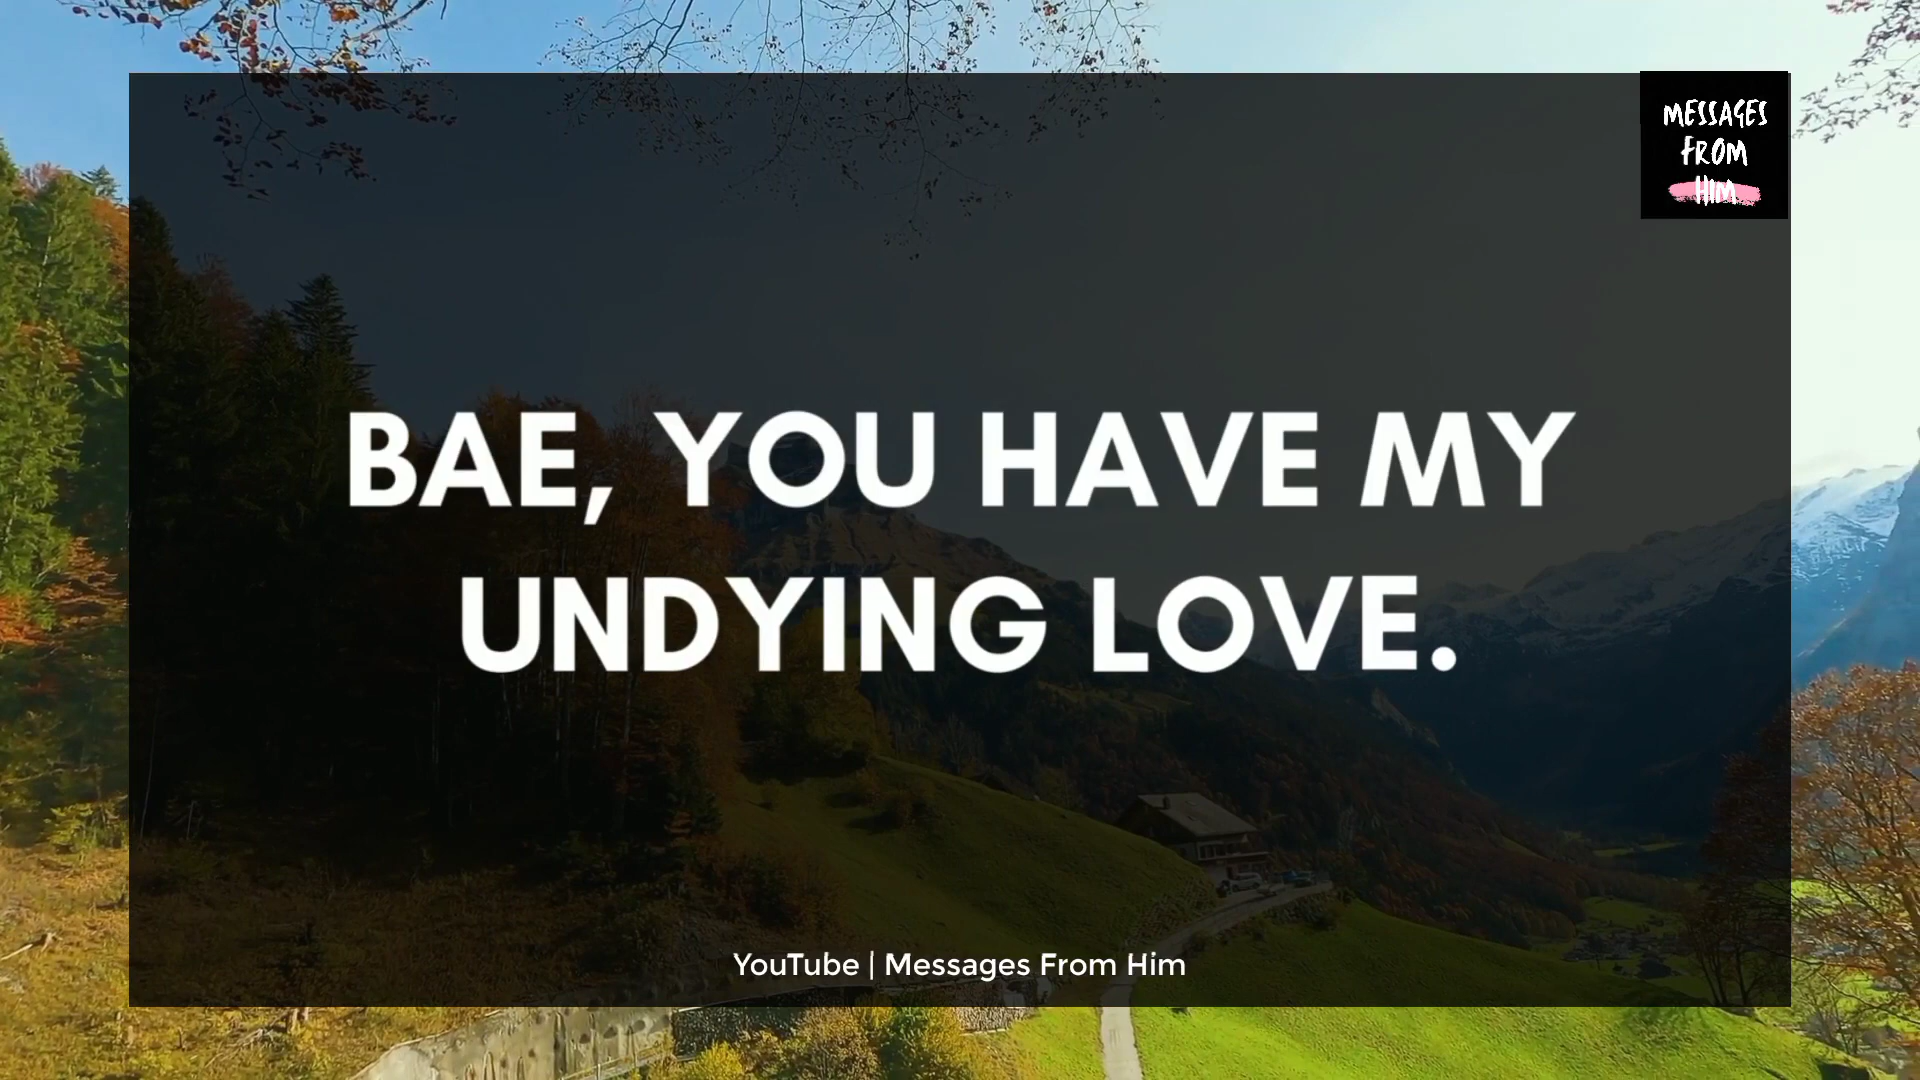 MESSAGES
FROM
HIM
BAE, YOU HAVE MY
UNDYING LOVE.
YouTube | Messages From Him